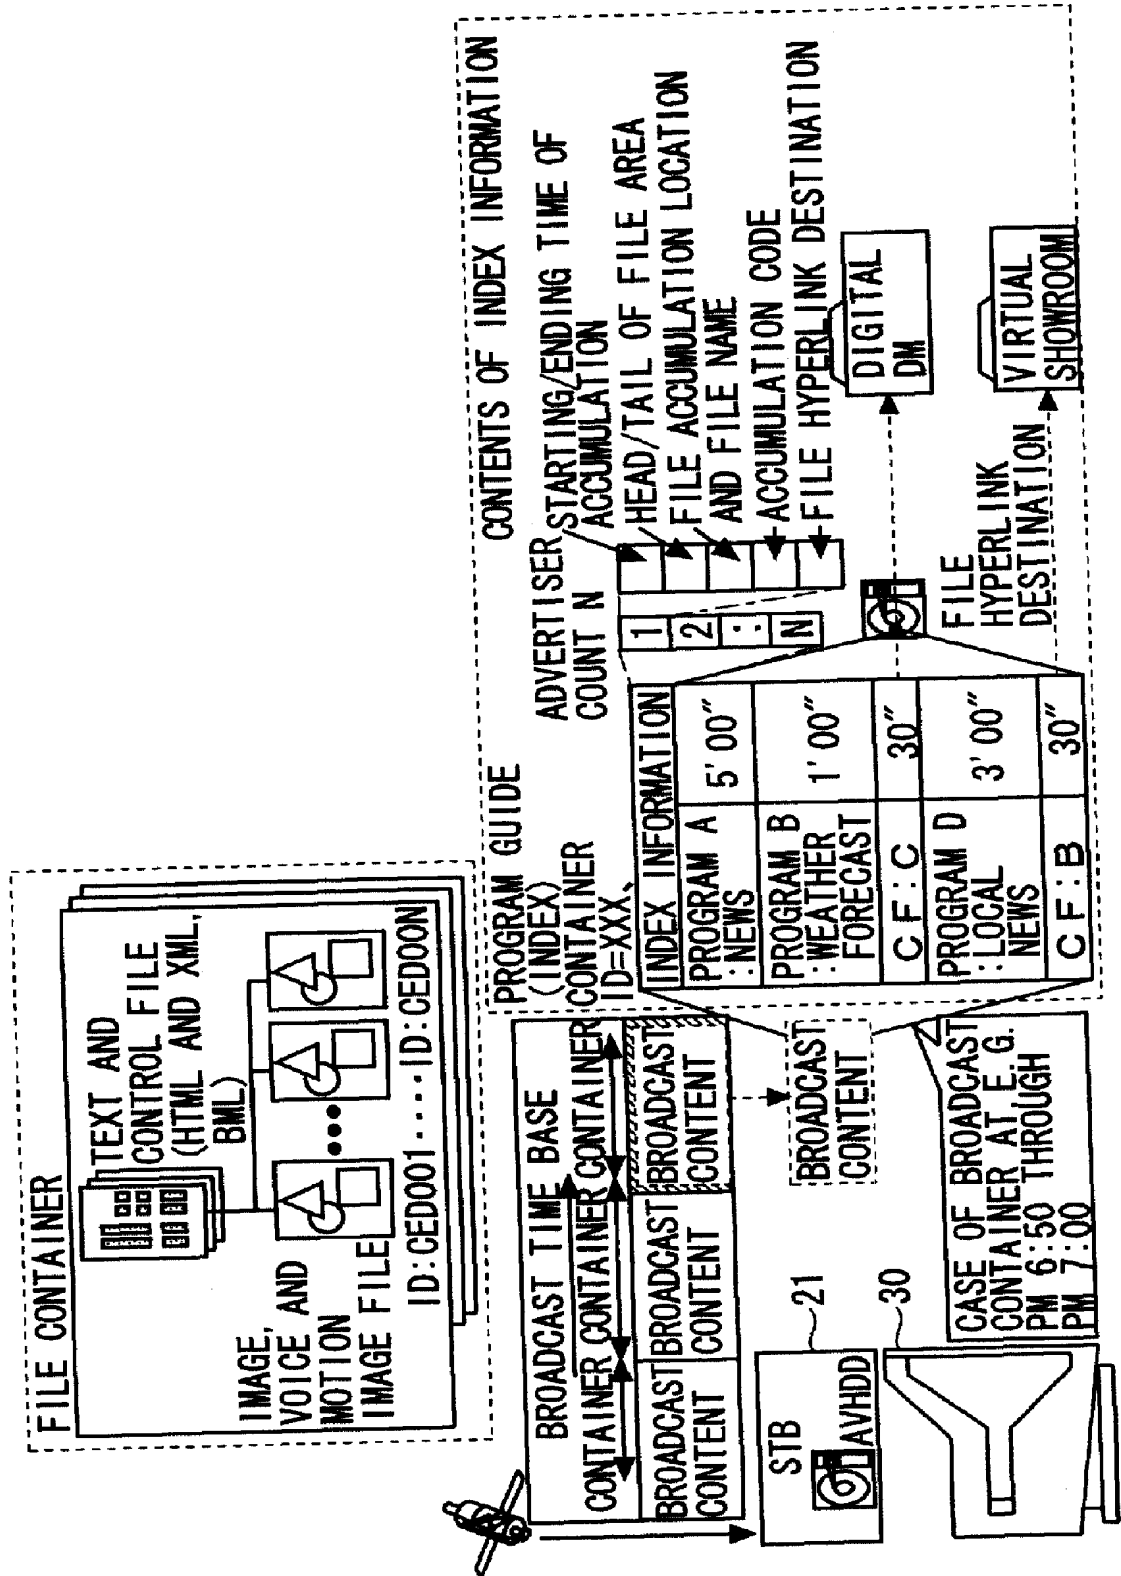 FILE CONTAINER
TEXT AND
CONTROL FILE
(HTML AND XML,
BML)
IMAGE,
VOICE AND
MOTION
IMAGE FILE
ID:CED001....ID:CED00N
BROADCAST TIME BASE
CONTAINER CONTAINER CONTAINER
BROADCAST
CONTENT
BROADCAST
CONTENT
BROADCAST
CONTENT
BROADCAST
CONTENT
STB
AVHDD
21
30
CASE OF BROADCAST
CONTAINER AT E.G.
PM 6:50 THROUGH
PM 7:00
PROGRAM GUIDE
(INDEX)
CONTAINER
ID=XXX,
INDEX INFORMATION
PROGRAM A
:NEWS
5'00"
PROGRAM B
:WEATHER
FORECAST
1'00"
CF:C
30"
PROGRAM D
:LOCAL
NEWS
3'00"
CF:B
30"
CONTENTS OF INDEX INFORMATION
ADVERTISER
COUNT N
1
2
:
N
STARTING/ENDING TIME OF
ACCUMULATION
HEAD/TAIL OF FILE AREA
FILE ACCUMULATION LOCATION
AND FILE NAME
ACCUMULATION CODE
FILE HYPERLINK DESTINATION
DIGITAL
DM
FILE
HYPERLINK
DESTINATION
VIRTUAL
SHOWROOM